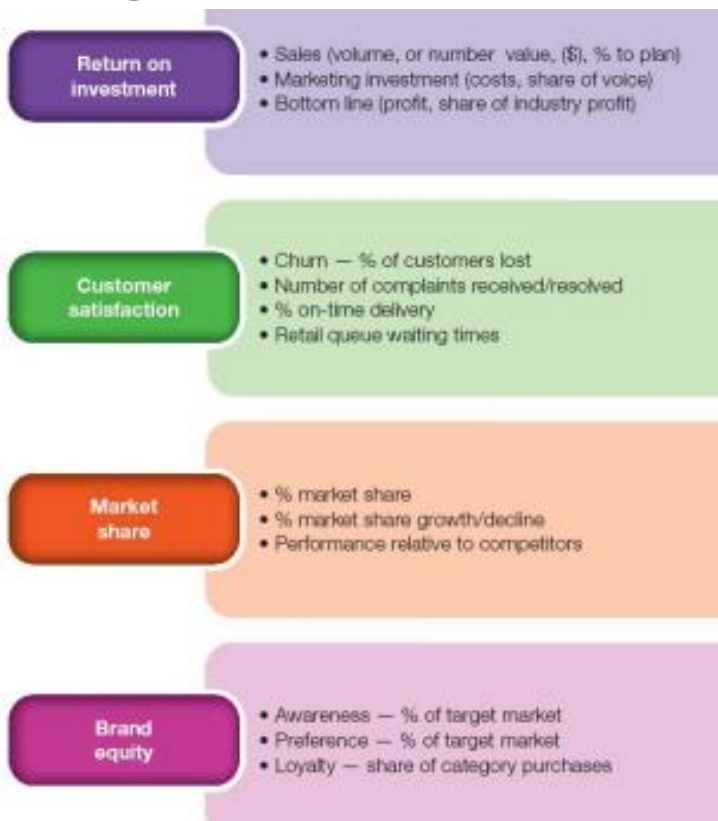 Return on
investment
• Sales (volume, or number value, ($), % to plan)
• Marketing investment (costs, share of voice)
• Bottom line (profit, share of industry profit)
Customer
satisfaction
• Churn — % of customers lost
• Number of complaints received/resolved
• % on-time delivery
• Retail queue waiting times
Market
share
• % market share
• % market share growth/decline
• Performance relative to competitors
Brand
equity
• Awareness — % of target market
• Preference — % of target market
• Loyalty — share of category purchases